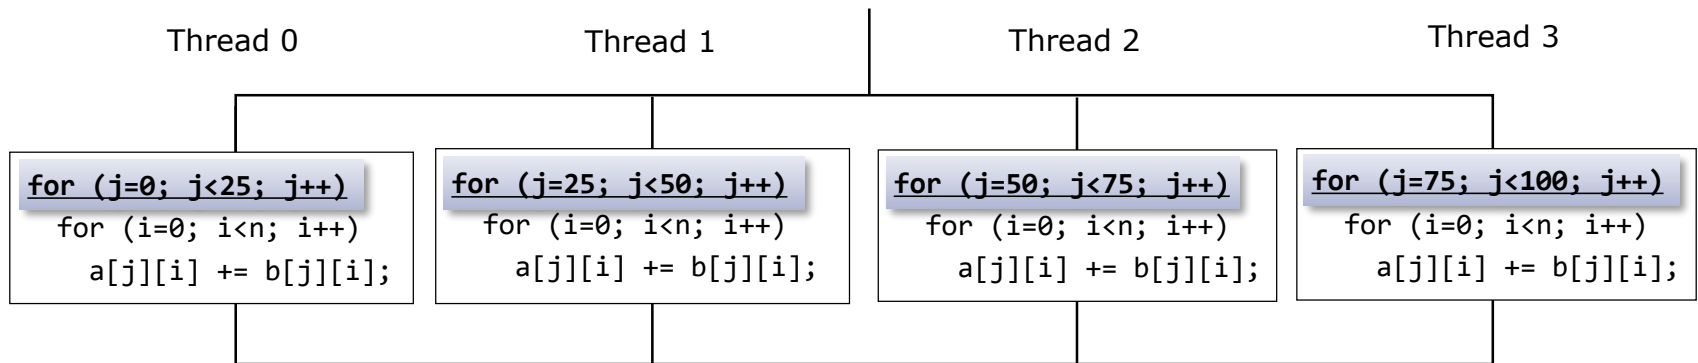 Thread 0
Thread 1
Thread 2
Thread 3
for (j=0; j<25; j++)
for (i=0; i<n; i++)
a[j][i] += b[j][i];
for (j=25; j<50; j++)
for (i=0; i<n; i++)
a[j][i] += b[j][i];
for (j=50; j<75; j++)
for (i=0; i<n; i++)
a[j][i] += b[j][i];
for (j=75; j<100; j++)
for (i=0; i<n; i++)
a[j][i] += b[j][i];